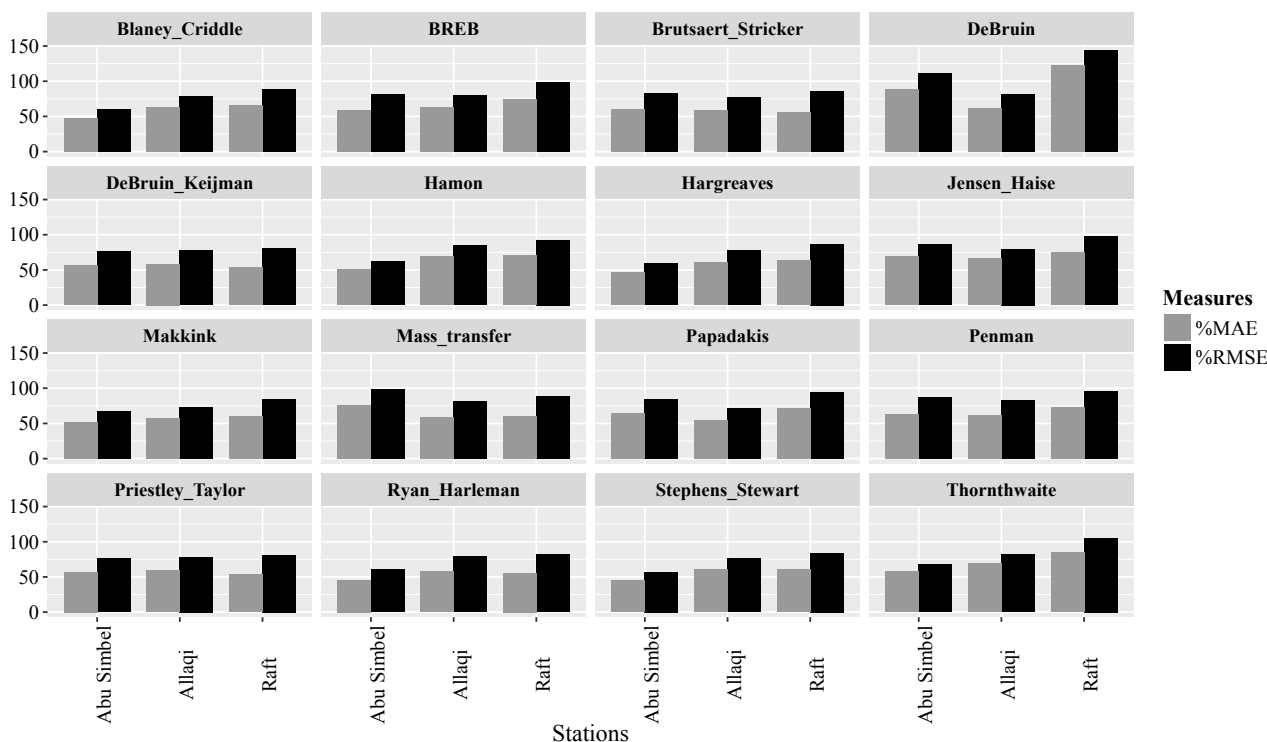 Blaney_Criddle BREB Brutsaert_Stricker DeBruin
150
100
50
0
DeBruin_Keijman Hamon Hargreaves Jensen_Haise
150
100
50
0
Makkink Mass_transfer Papadakis Penman
150
100
50
0
Priestley_Taylor Ryan_Harleman Stephens_Stewart Thornthwaite
150
100
50
0
Abu Simbel Allaqi Raft Abu Simbel Allaqi Raft Abu Simbel Allaqi Raft Abu Simbel Allaqi Raft
Stations
Measures
%MAE
%RMSE